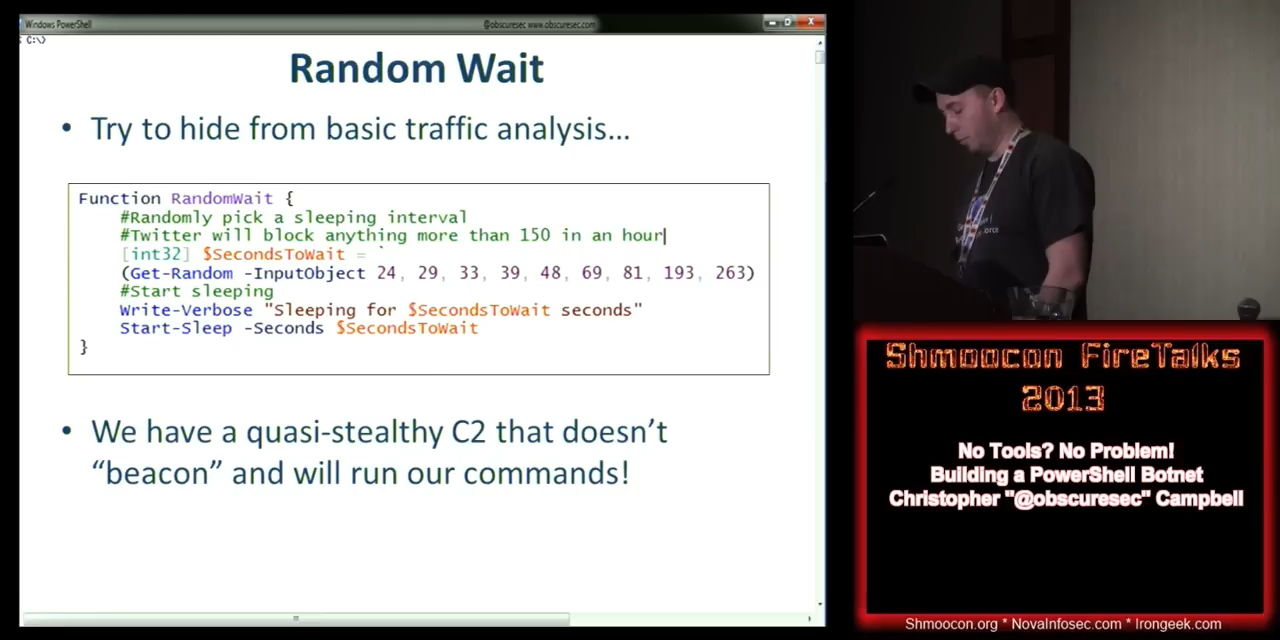 Windows PowerShell
@obscuresec www.obscuresec.com
C:\>
Random Wait
• Try to hide from basic traffic analysis...
Function RandomWait {
#Randomly pick a sleeping interval
#Twitter will block anything more than 150 in an hour
[int32] $SecondsToWait = `
(Get-Random -InputObject 24, 29, 33, 39, 48, 69, 81, 193, 263)
#Start sleeping
Write-Verbose "Sleeping for $SecondsToWait seconds"
Start-Sleep -Seconds $SecondsToWait
}
• We have a quasi-stealthy C2 that doesn't
"beacon" and will run our commands!
Shmoocon FireTalks
2013
No Tools? No Problem!
Building a PowerShell Botnet
Christopher "@obscuresec" Campbell
Shmoocon.org * NovaInfosec.com * Irongeek.com